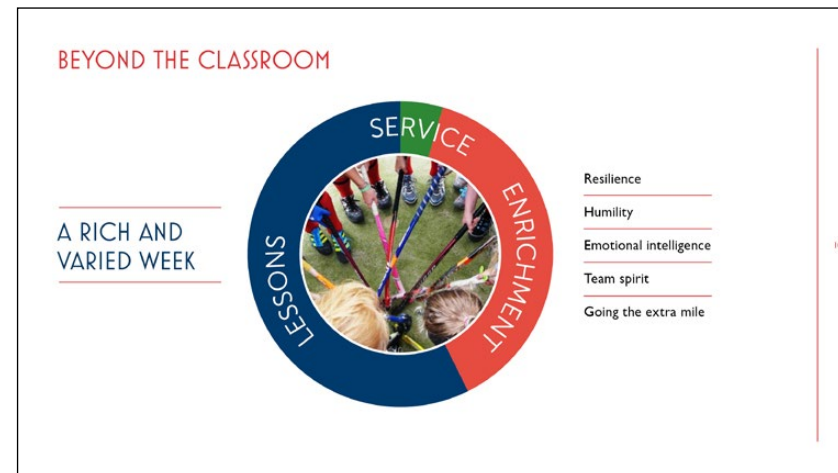 BEYOND THE CLASSROOM
A RICH AND
VARIED WEEK
SERVICE
ENRICHMENT
LESSONS
Resilience
Humility
Emotional intelligence
Team spirit
Going the extra mile